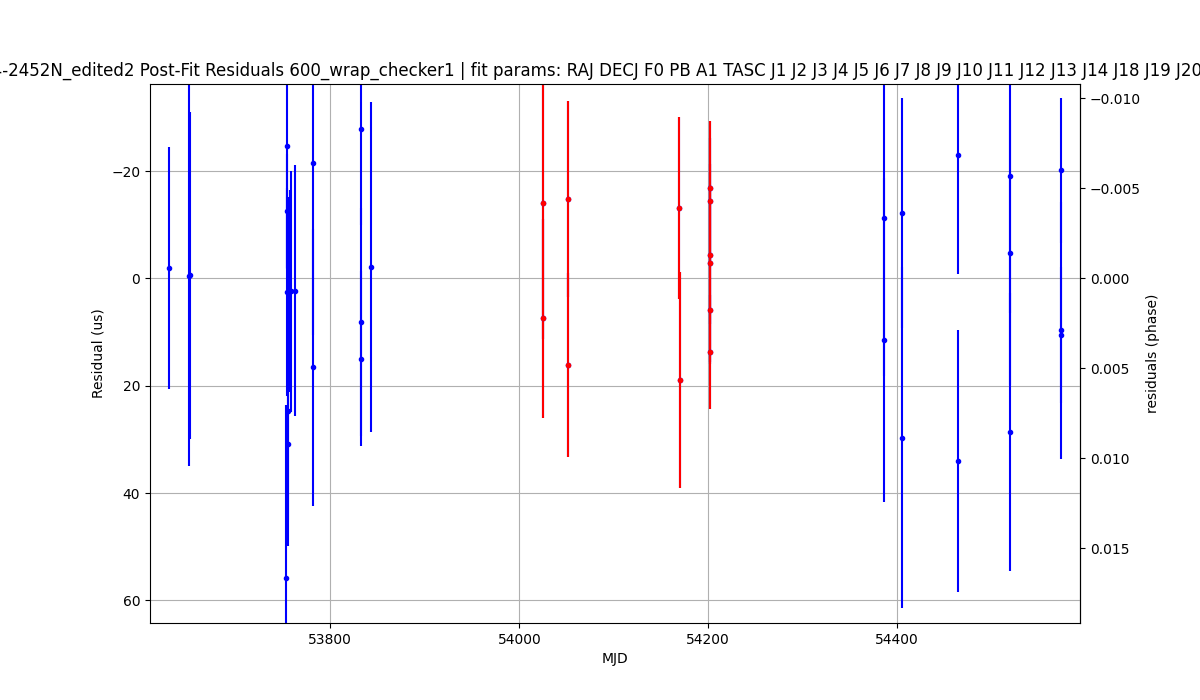 -2452N_edited2 Post-Fit Residuals 600_wrap_checker1 | fit params: RAJ DECJ F0 PB A1 TASC J1 J2 J3 J4 J5 J6 J7 J8 J9 J10 J11 J12 J13 J14 J18 J19 J20
−20
0
20
40
60
Residual (us)
−0.010
−0.005
0.000
0.005
0.010
0.015
residuals (phase)
53800 54000 54200 54400
MJD